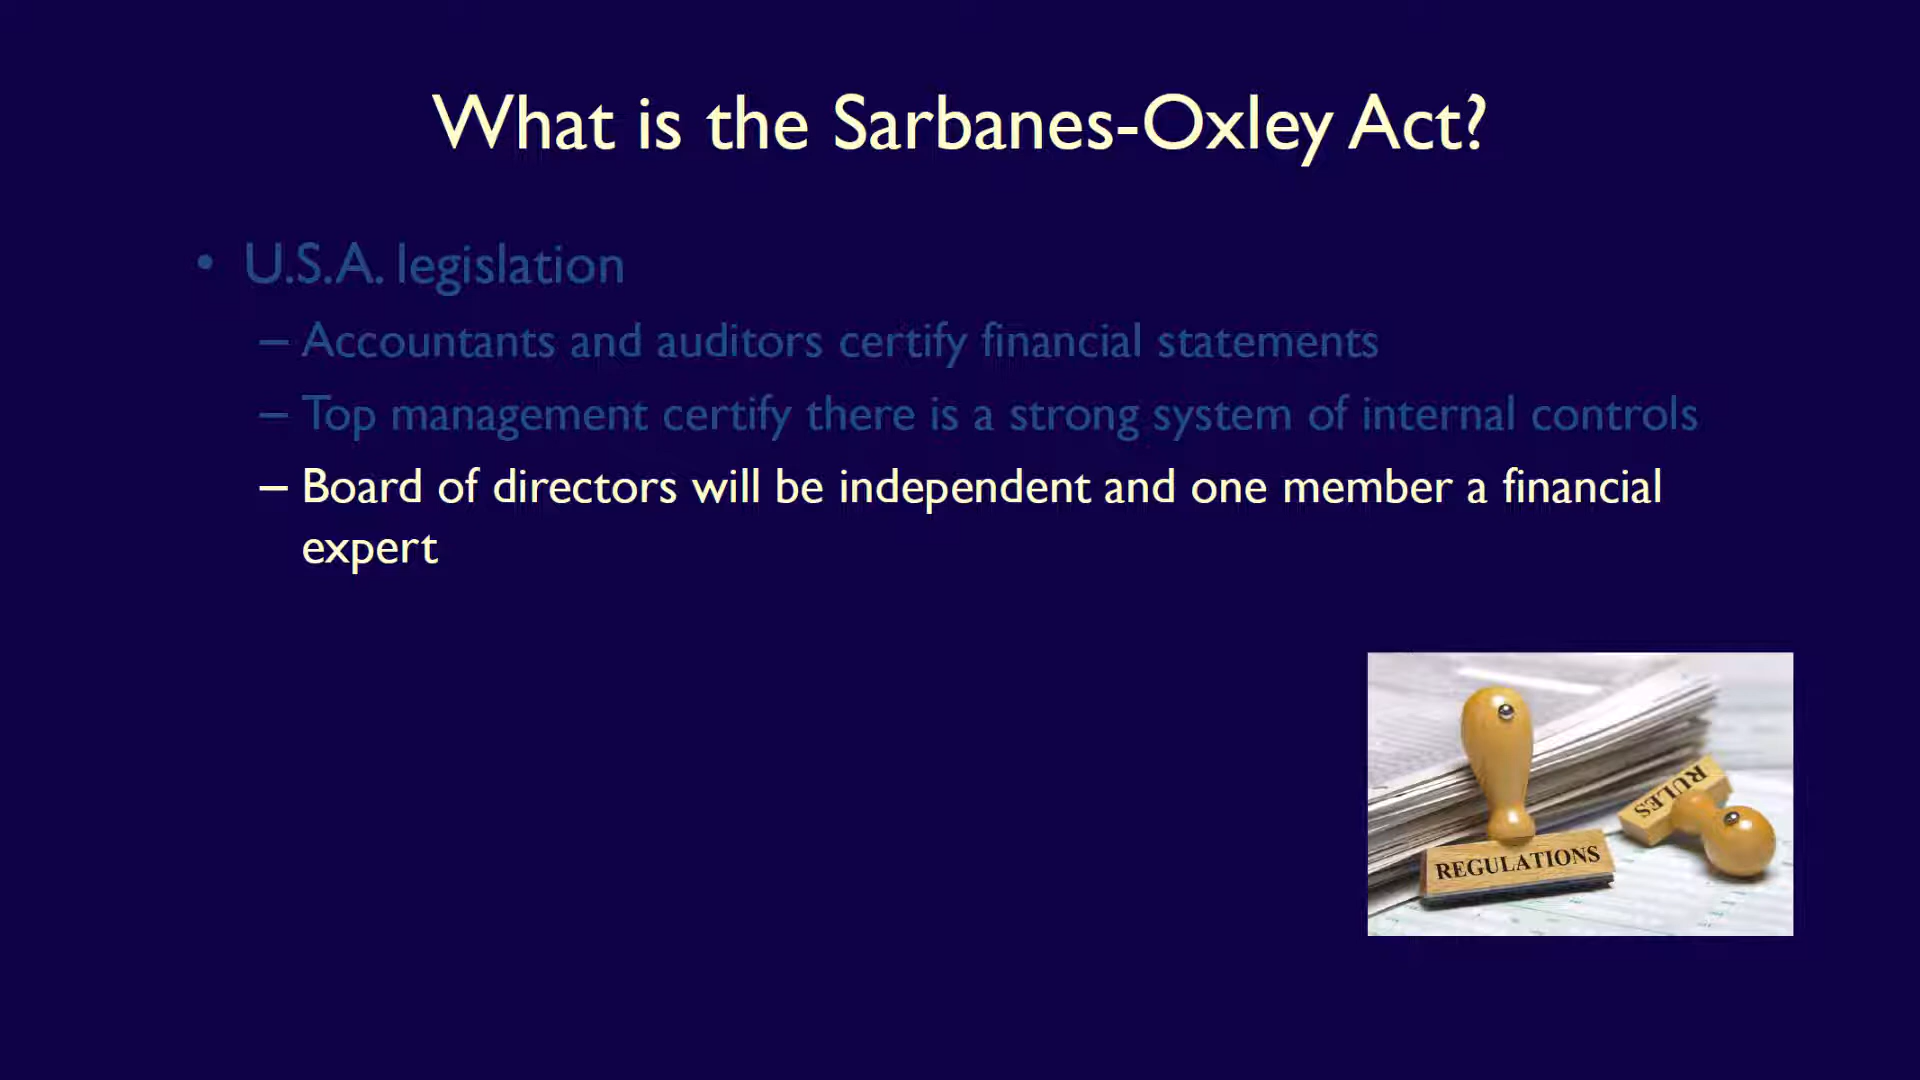 What is the Sarbanes-Oxley Act?
• U.S.A. legislation
– Accountants and auditors certify financial statements
– Top management certify there is a strong system of internal controls
– Board of directors will be independent and one member a financial
expert
RULES
REGULATIONS